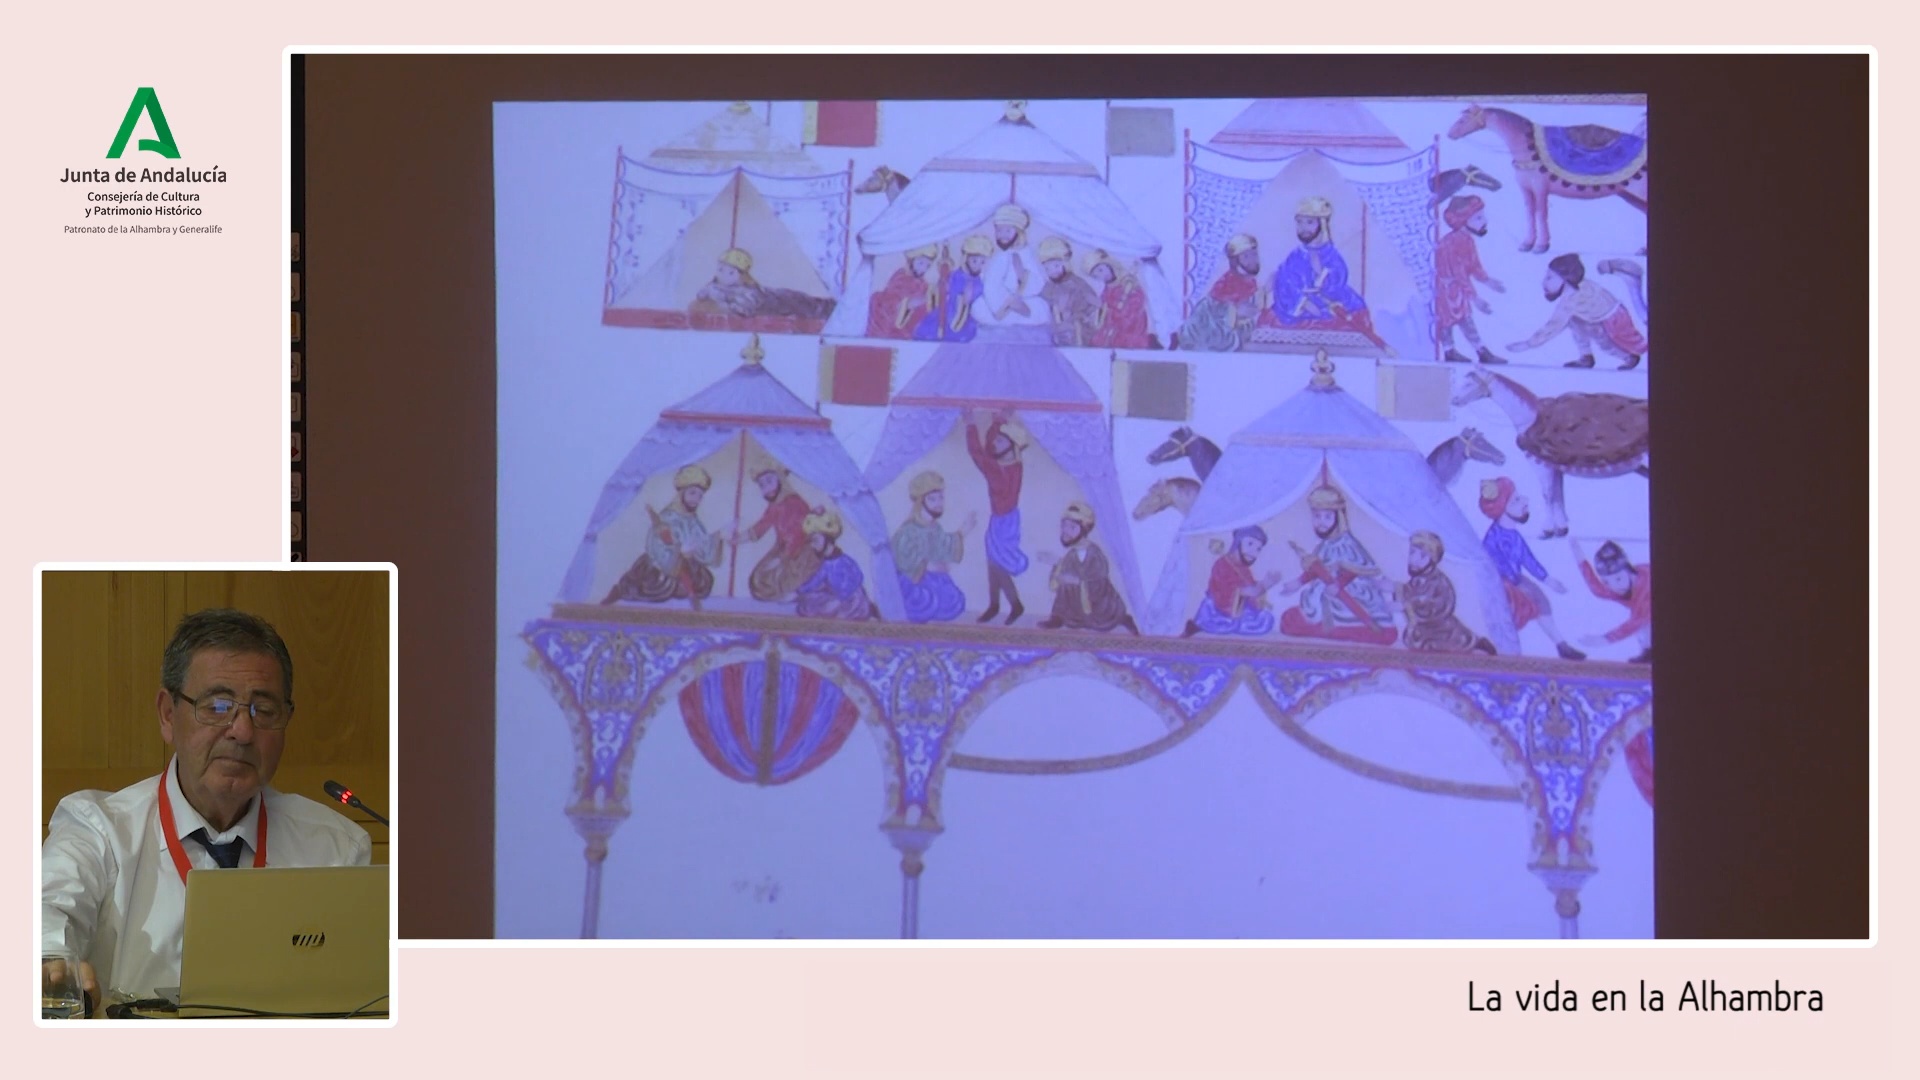 Junta de Andalucía
Consejería de Cultura
y Patrimonio Histórico
Patronato de la Alhambra y Generalife
La vida en la Alhambra